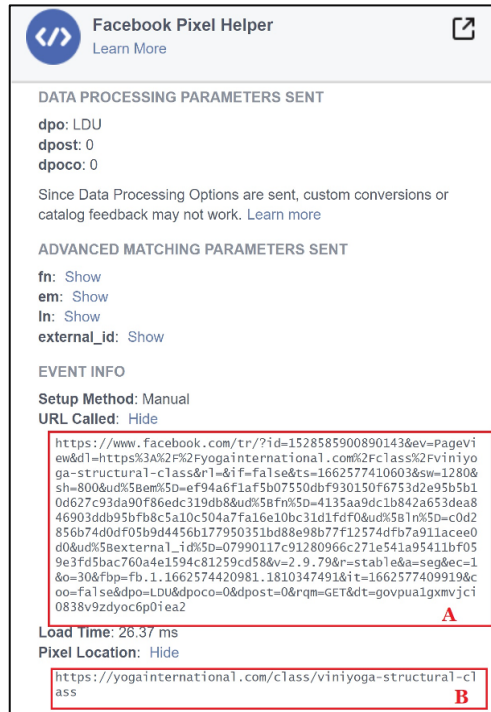 Facebook Pixel Helper
Learn More
DATA PROCESSING PARAMETERS SENT
dpo: LDU
dpost: 0
dpoco: 0
Since Data Processing Options are sent, custom conversions or
catalog feedback may not work. Learn more
ADVANCED MATCHING PARAMETERS SENT
fn: Show
em: Show
ln: Show
external_id: Show
EVENT INFO
Setup Method: Manual
URL Called: Hide
https://www.facebook.com/tr/?id=1528585900890143&ev=PageVi
ew&dl=https%3A%2F%2Fyogainternational.com%2Fclass%2Fviniyo
ga-structural-class&rl=&if=false&ts=1662577410603&sw=1280&
sh=800&ud%5Bem%5D=ef94a6f1af5b07550dbf930150f6753d2e95b5b1
0d627c93da90f86edc319db8&ud%5Bfn%5D=4135aa9dc1b842a653dea8
46903ddb95bfb8c5a10c504a7fa16e10bc31d1fdf0&ud%5Bln%5D=c0d2
856b74d0df05b9d4456b177950351bd88e98b77f12574dfb7a911acee0
d0&ud%5Bexternal_id%5D=07990117c91280966c271e541a95411bf05
9e3fd5bac760a4e1594c81259cd58&v=2.9.79&r=stable&a=seg&ec=1
&o=30&fbp=fb.1.1662574420981.1810347491&it=1662577409919&c
oo=false&dpo=LDU&dpoco=0&dpost=0&rqm=GET&dt=govpua1gxmvjci
0838v9zdyoc6p0iea2
A
Load Time: 26.37 ms
Pixel Location: Hide
https://yogainternational.com/class/viniyoga-structural-cl
ass
B